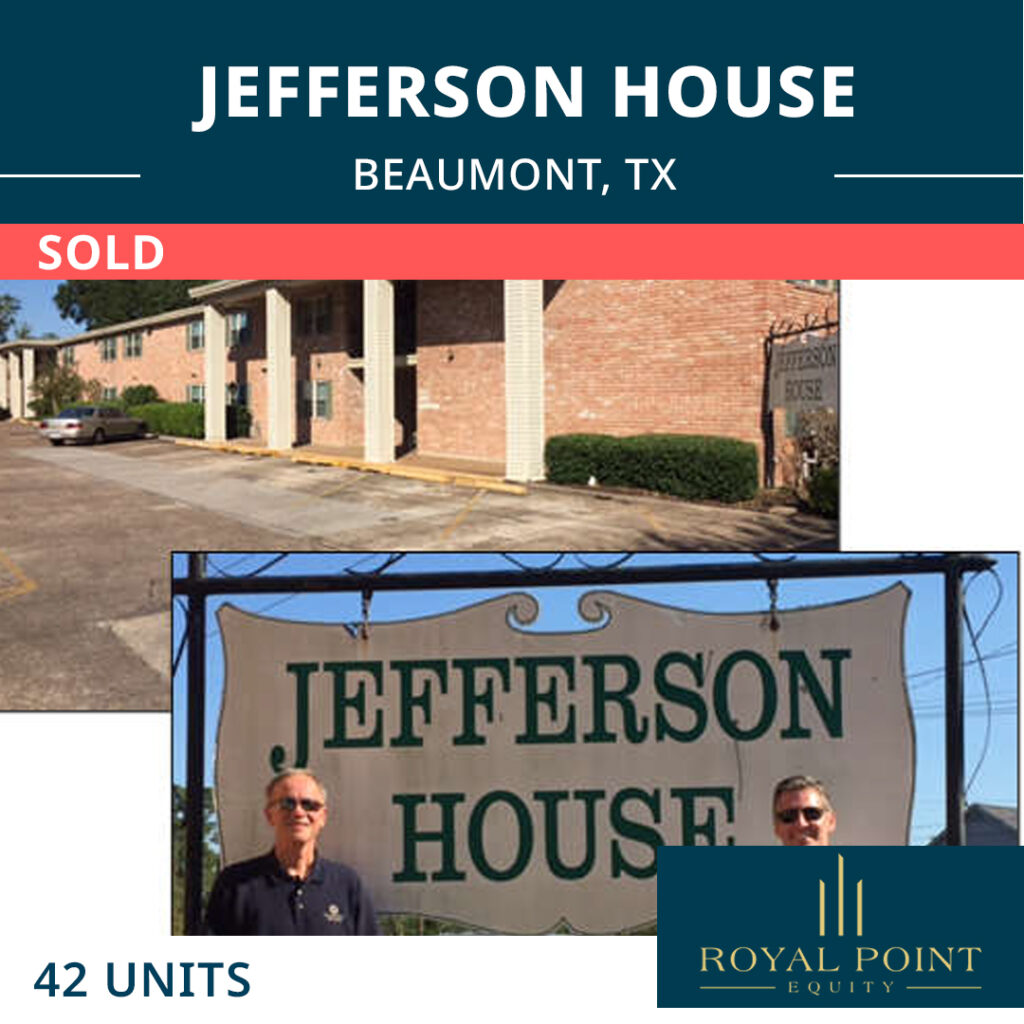 JEFFERSON HOUSE
BEAUMONT, TX
SOLD
JEFFERSON
HOUSE
JEFFERSON
HOUSE
42 UNITS
ROYAL POINT
EQUITY